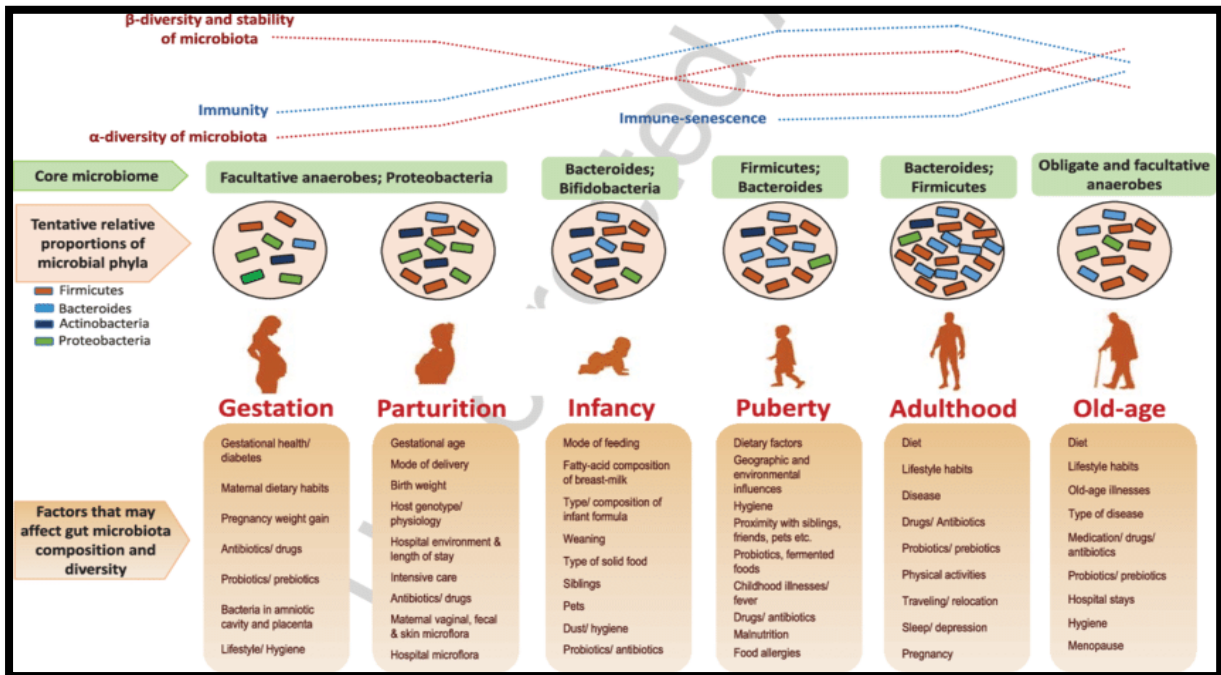 β-diversity and stability
of microbiota
Immunity
α-diversity of microbiota
Immune-senescence
Core microbiome
Facultative anaerobes; Proteobacteria
Bacteroides;
Bifidobacteria
Firmicutes;
Bacteroides
Bacteroides;
Firmicutes
Obligate and facultative
anaerobes
Tentative relative
proportions of
microbial phyla
Firmicutes
Bacteroides
Actinobacteria
Proteobacteria
Gestation
Parturition
Infancy
Puberty
Adulthood
Old-age
Factors that may
affect gut microbiota
composition and
diversity
Gestational health/
diabetes
Maternal dietary habits
Pregnancy weight gain
Antibiotics/ drugs
Probiotics/ prebiotics
Bacteria in amniotic
cavity and placenta
Lifestyle/ Hygiene
Gestational age
Mode of delivery
Birth weight
Host genotype/
physiology
Hospital environment &
length of stay
Intensive care
Antibiotics/ drugs
Maternal vaginal, fecal
& skin microflora
Hospital microflora
Mode of feeding
Fatty-acid composition
of breast-milk
Type/ composition of
infant formula
Weaning
Type of solid food
Siblings
Pets
Dust/ hygiene
Probiotics/ antibiotics
Dietary factors
Geographic and
environmental
influences
Hygiene
Proximity with siblings,
friends, pets etc.
Probiotics, fermented
foods
Childhood illnesses/
fever
Drugs/ antibiotics
Malnutrition
Food allergies
Diet
Lifestyle habits
Disease
Drugs/ Antibiotics
Probiotics/ prebiotics
Physical activities
Traveling/ relocation
Sleep/ depression
Pregnancy
Diet
Lifestyle habits
Old-age illnesses
Type of disease
Medication/ drugs/
antibiotics
Probiotics/ prebiotics
Hospital stays
Hygiene
Menopause